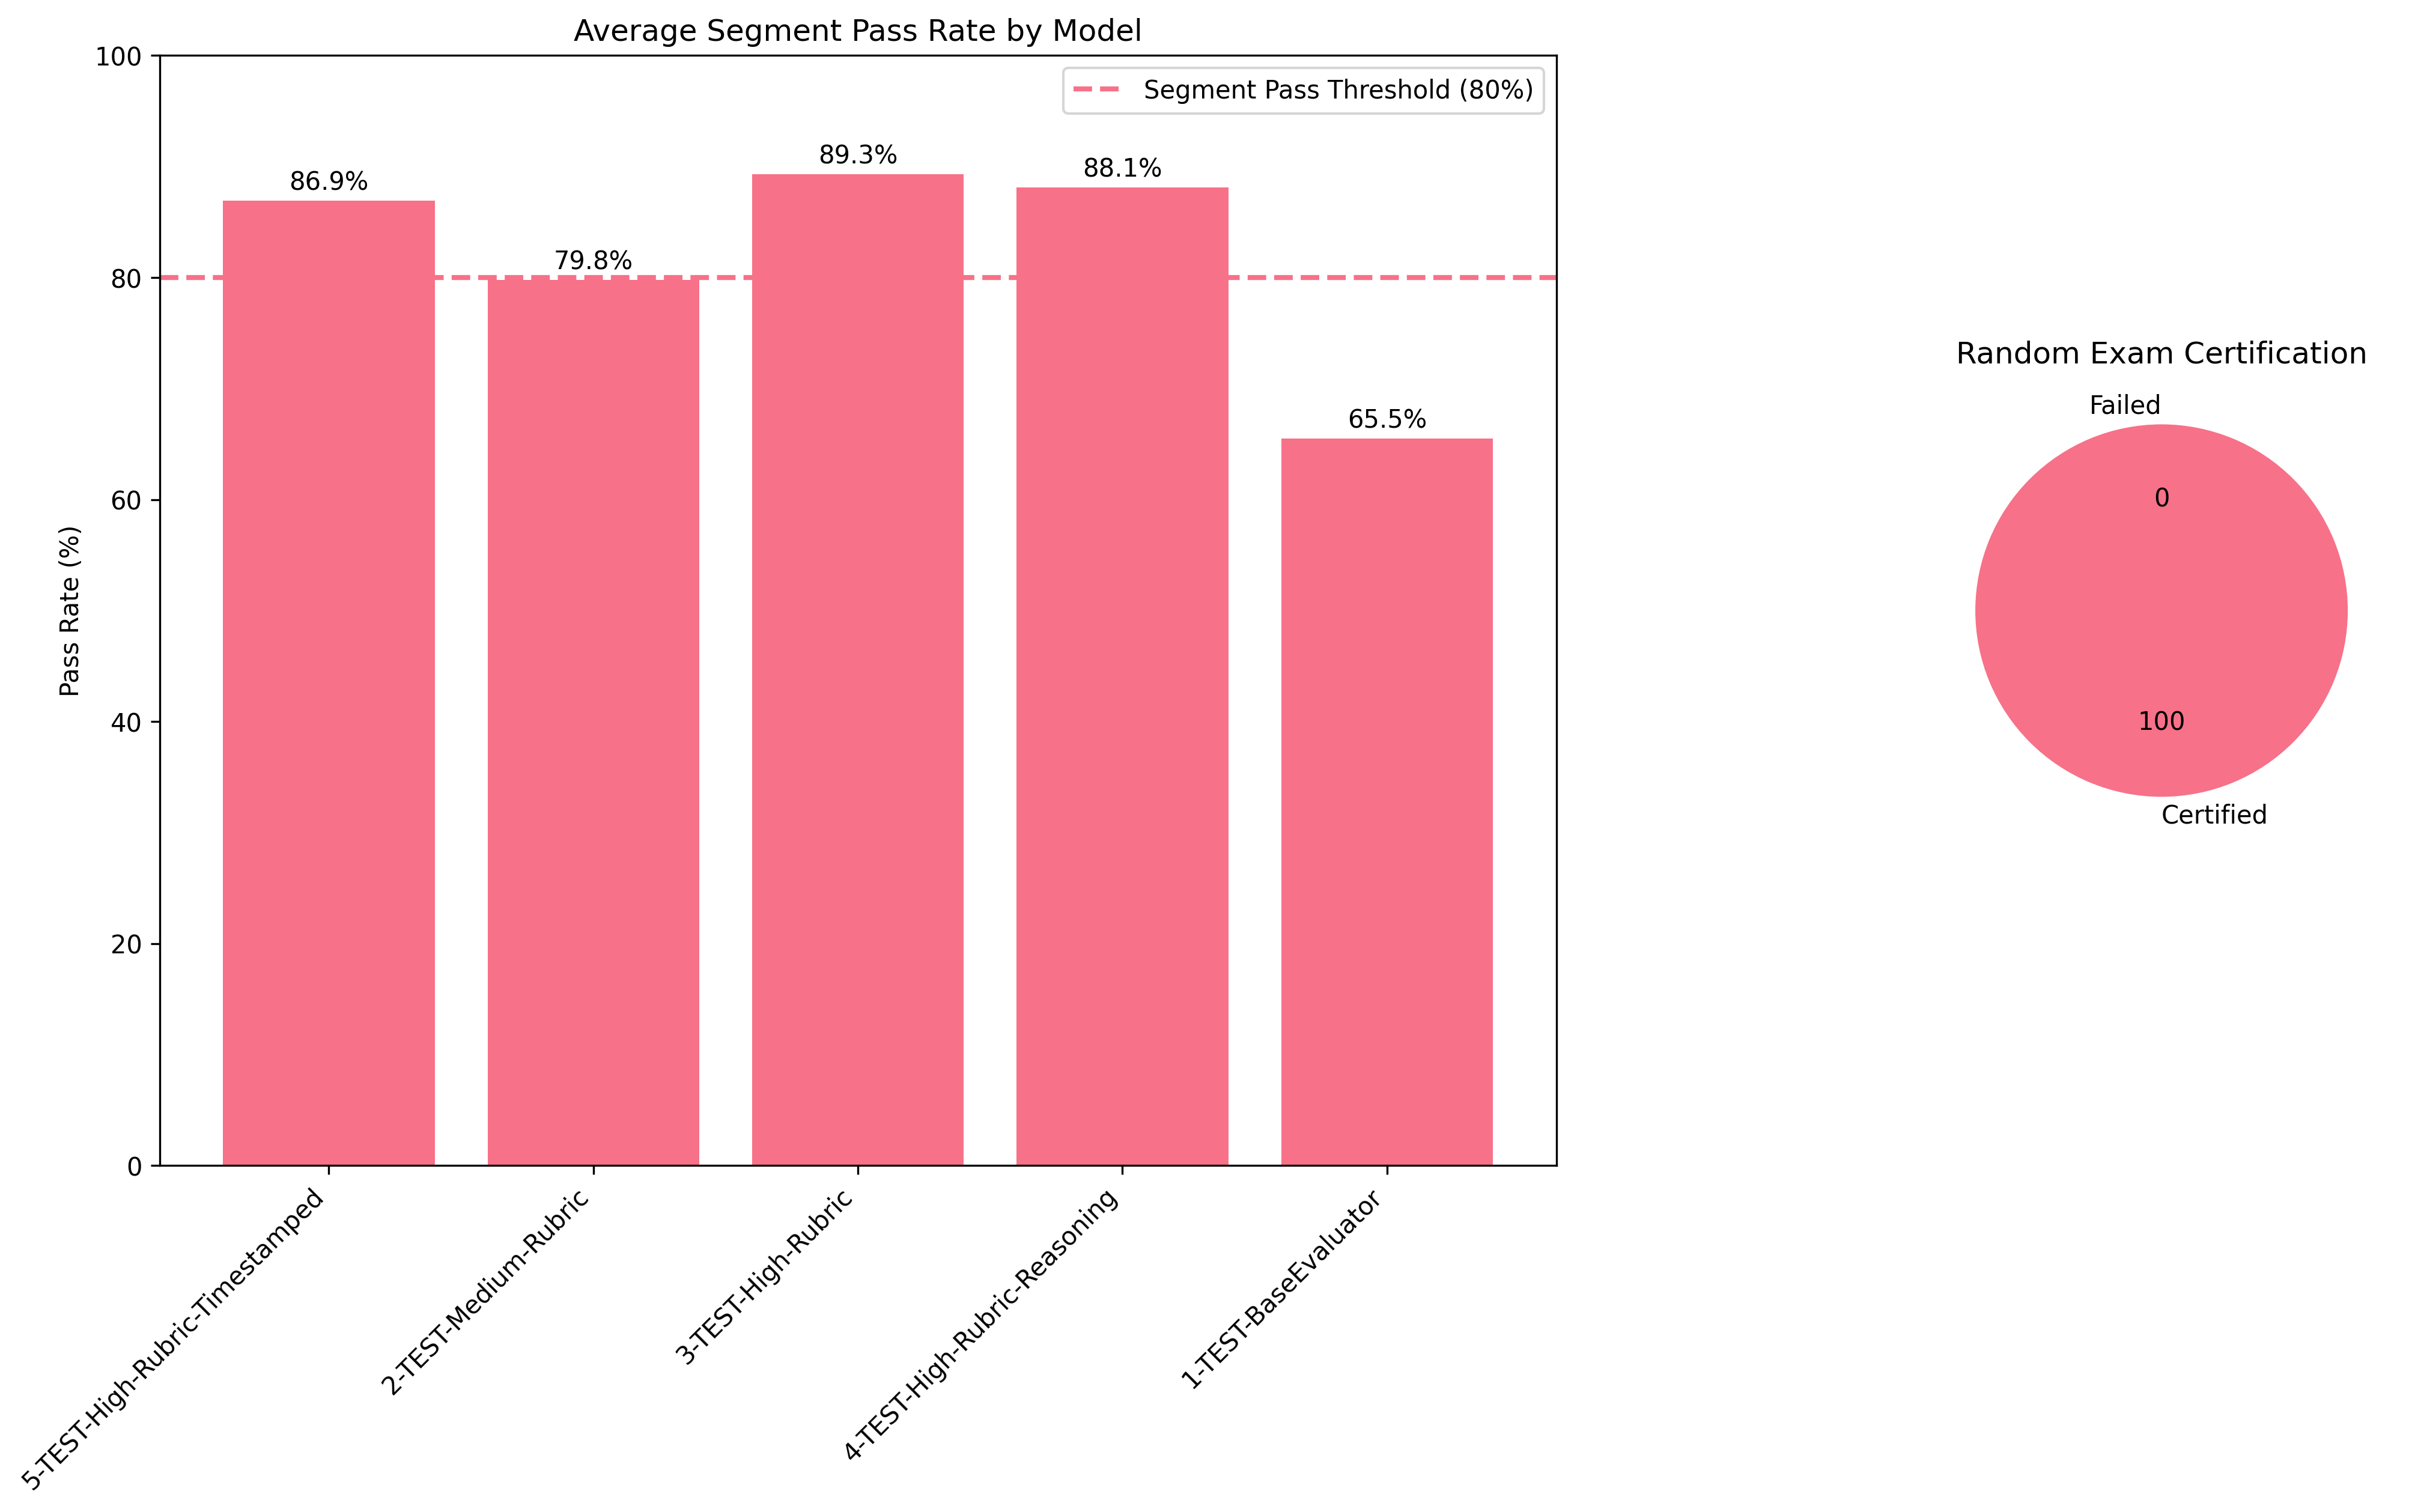 Average Segment Pass Rate by Model
Segment Pass Threshold (80%)
Pass Rate (%)
100
80
60
40
20
0
86.9%
79.8%
89.3%
88.1%
65.5%
5-TEST-High-Rubric-Timestamped
2-TEST-Medium-Rubric
3-TEST-High-Rubric
4-TEST-High-Rubric-Reasoning
1-TEST-BaseEvaluator
Random Exam Certification
Failed
0
100
Certified